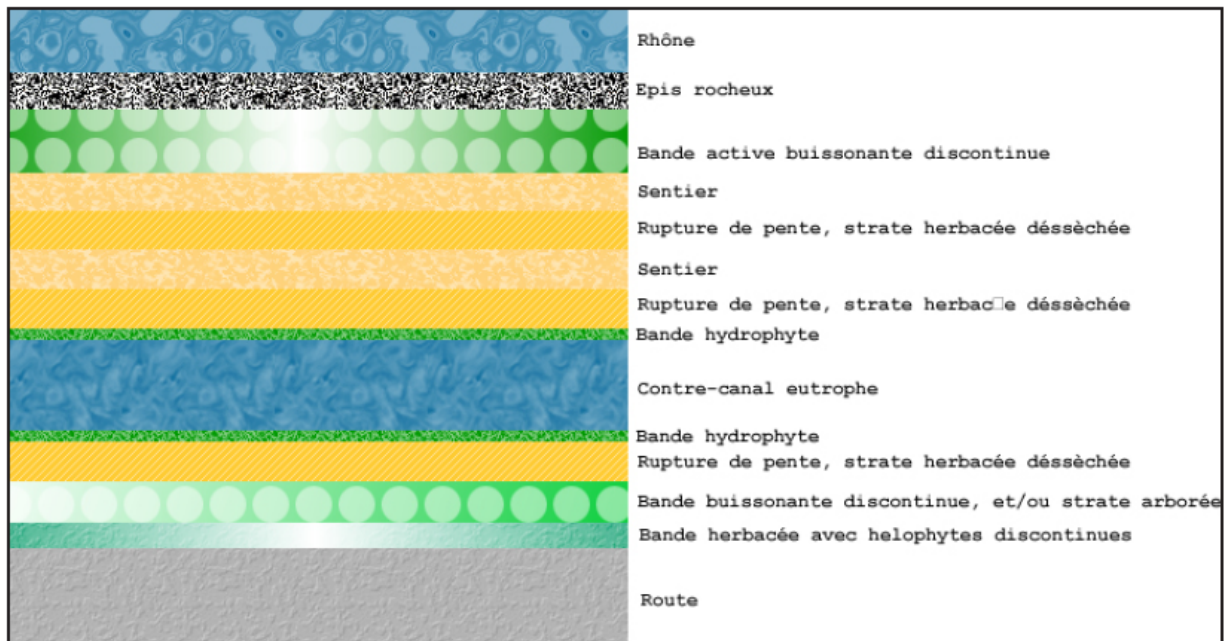 Rhône
Epis rocheux
Bande active buissonante discontinue
Sentier
Rupture de pente, strate herbacée déssèchée
Sentier
Rupture de pente, strate herbac□e déssèchée
Bande hydrophyte
Contre-canal eutrophe
Bande hydrophyte
Rupture de pente, strate herbacée déssèchée
Bande buissonante discontinue, et/ou strate arborée
Bande herbacée avec helophytes discontinues
Route